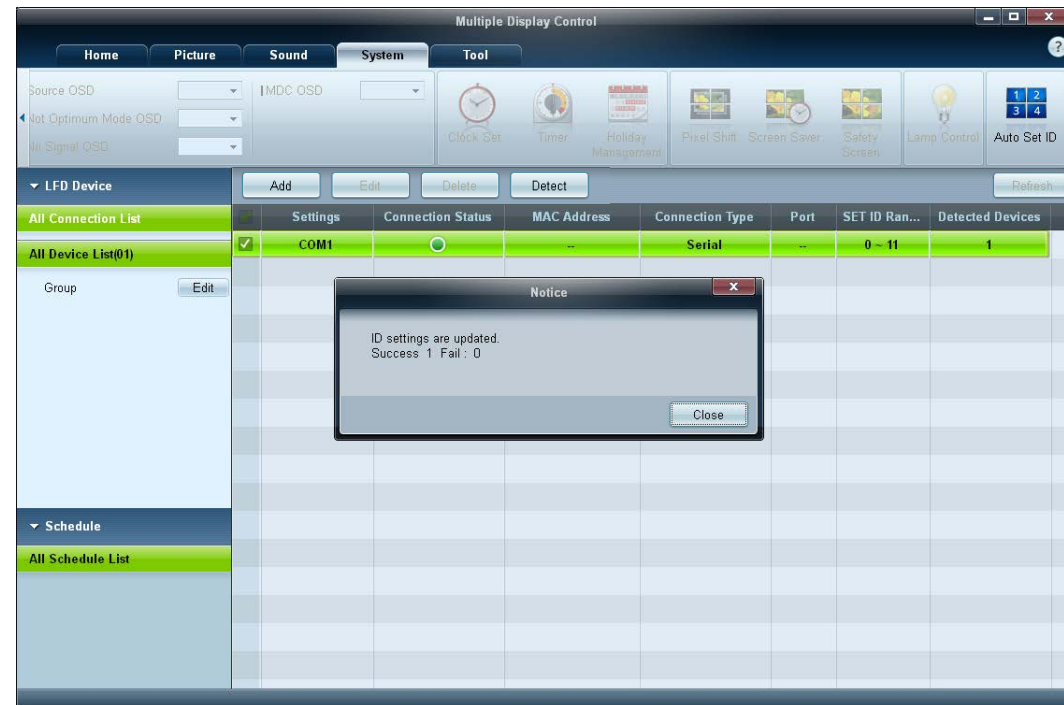 Multiple Display Control
Home Picture Sound System Tool
?
Source OSD
Not Optimum Mode OSD
No Signal OSD
MDC OSD
Clock Set
Timer
Holiday
Management
Pixel Shift
Screen Saver
Safety
Screen
Lamp Control
1 2
3 4
Auto Set ID
LFD Device
Add Edit Delete Detect Refresh
All Connection List
Settings Connection Status MAC Address Connection Type Port SET ID Ran... Detected Devices
All Device List(01)
COM1 -- Serial -- 0 ~ 11 1
Group Edit
Notice
ID settings are updated.
Success 1 Fail : 0
Close
Schedule
All Schedule List